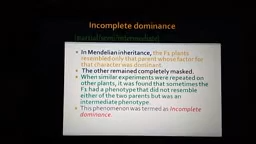 Incomplete dominance
(partial/semi/intermediate)
In Mendelian inheritance, the F1 plants
resembled only that parent whose factor for
that character was dominant.
The other remained completely masked.
When similar experiments were repeated on
other plants, it was found that sometimes the
F1 had a phenotype that did not resemble
either of the two parents but was an
intermediate phenotype.
This phenomenon was termed as Incomplete
dominance.